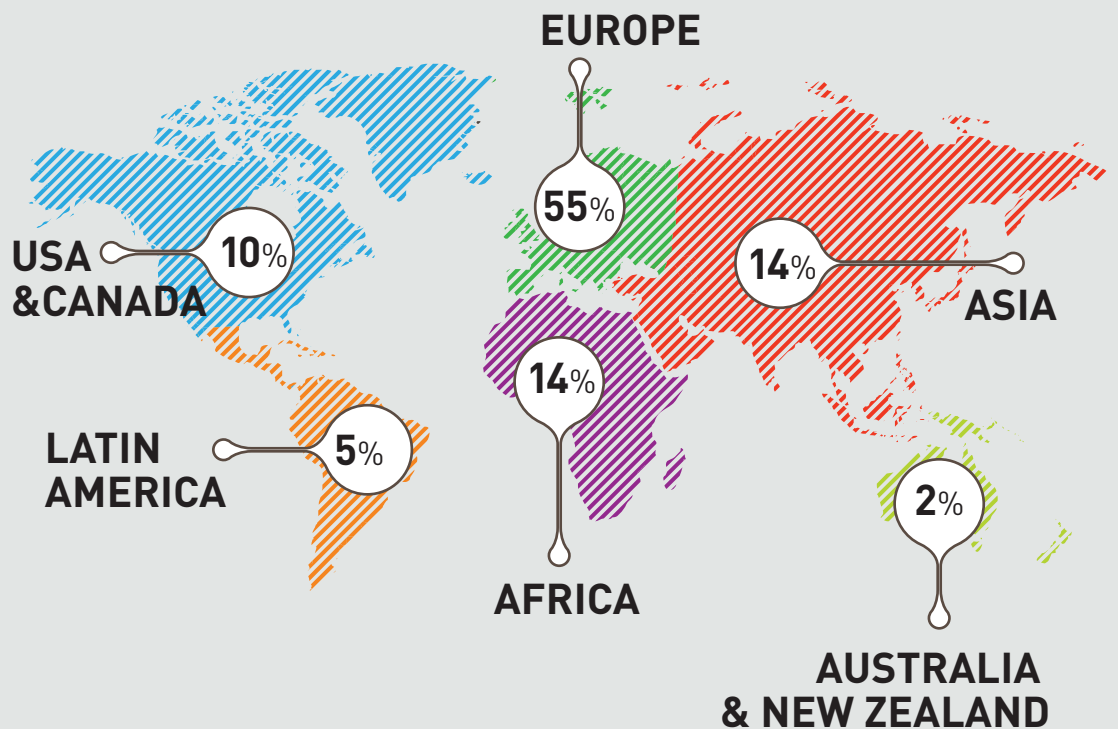 EUROPE
55%
USA
&CANADA
10%
14%
ASIA
14%
LATIN
AMERICA
5%
2%
AFRICA
AUSTRALIA
& NEW ZEALAND